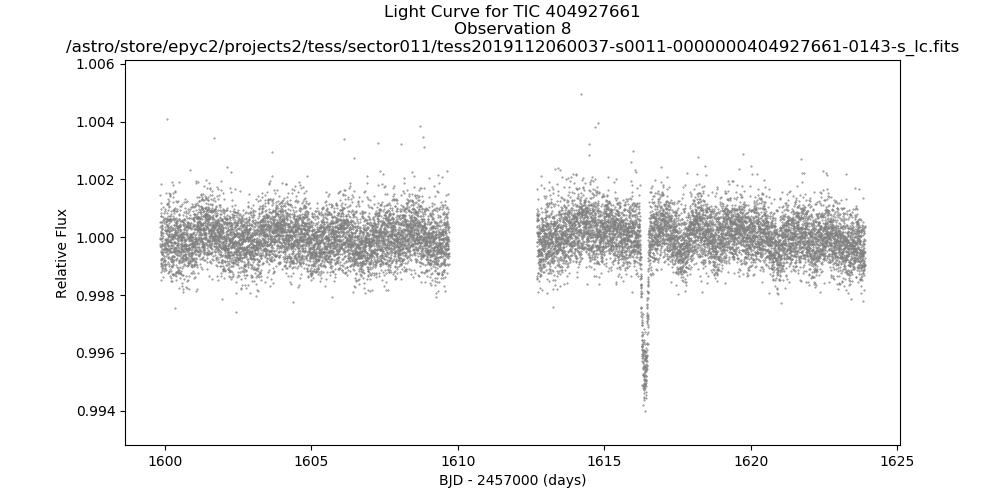 Light Curve for TIC 404927661
Observation 8
/astro/store/epyc2/projects2/tess/sector011/tess2019112060037-s0011-0000000404927661-0143-s_lc.fits
1.006
1.004
1.002
1.000
0.998
0.996
0.994
Relative Flux
1600
1605
1610
1615
1620
1625
BJD - 2457000 (days)